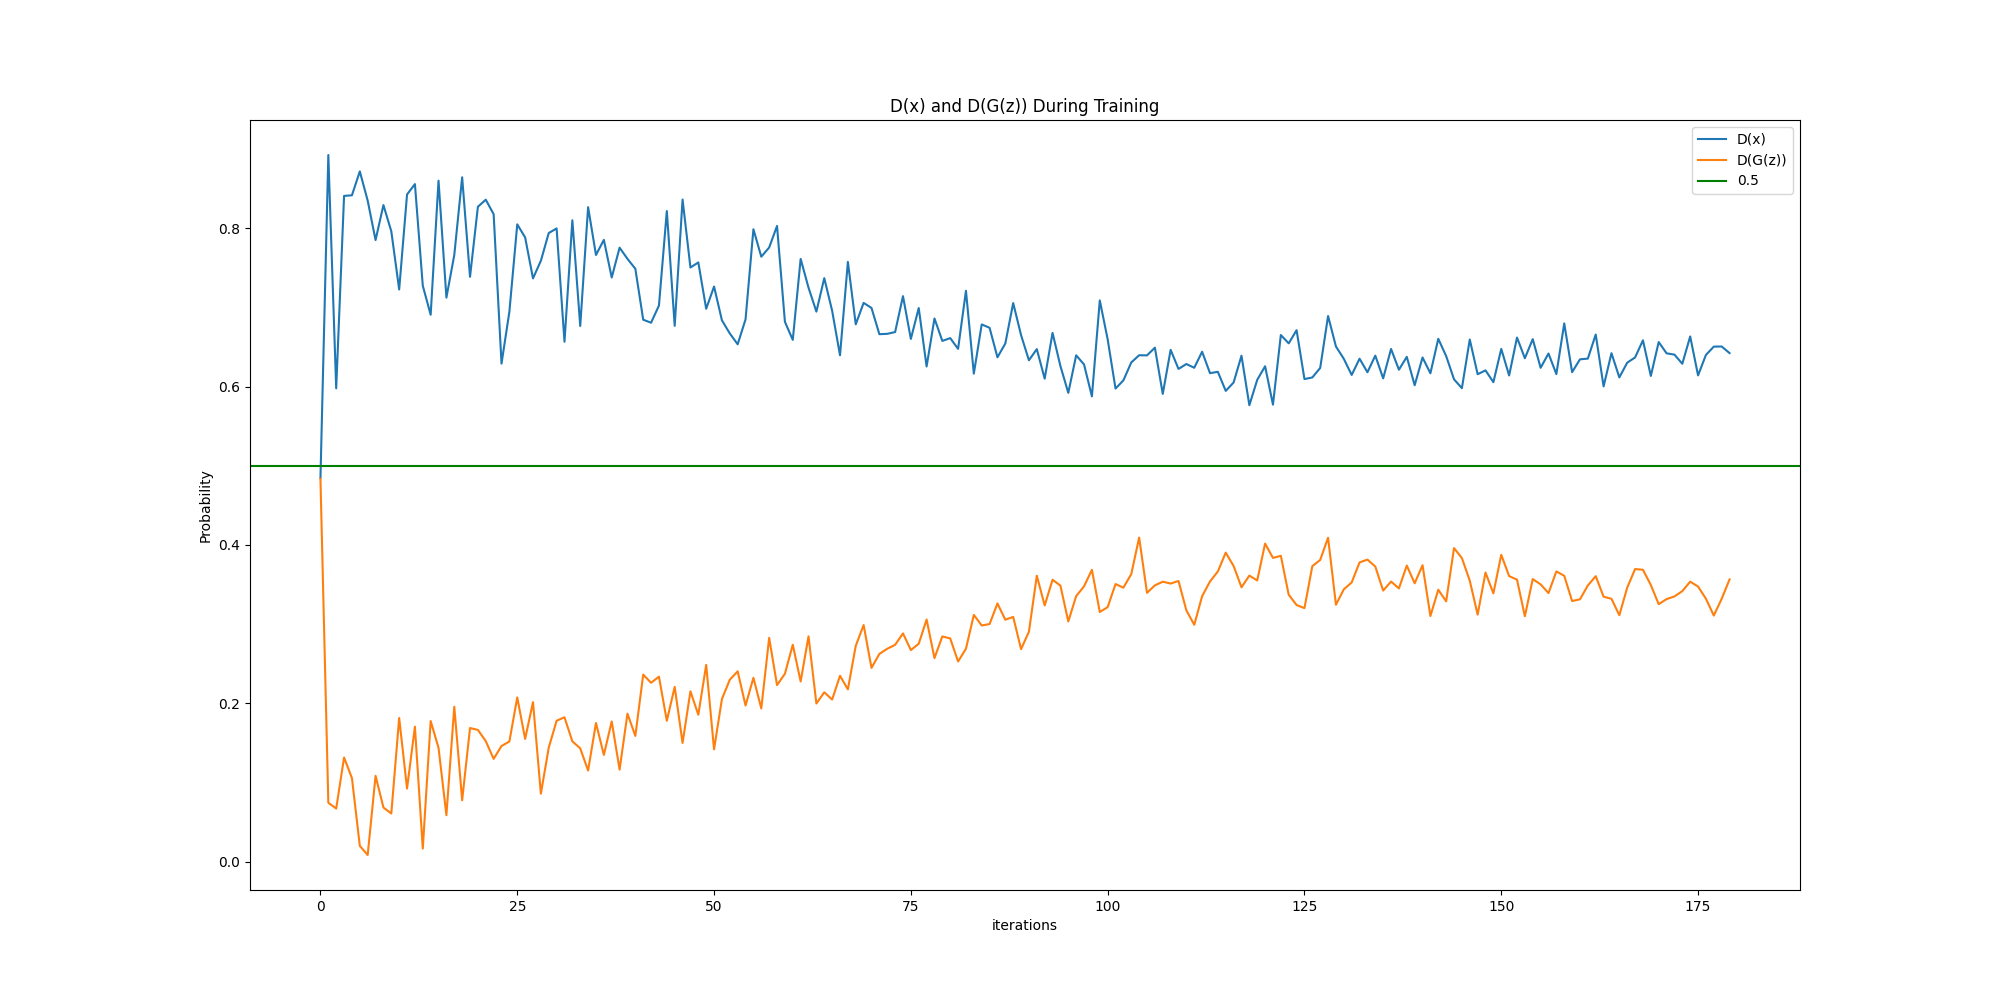 D(x) and D(G(z)) During Training
D(x)
D(G(z))
0.5
Probability
0.8
0.6
0.4
0.2
0.0
0 25 50 75 100 125 150 175
iterations